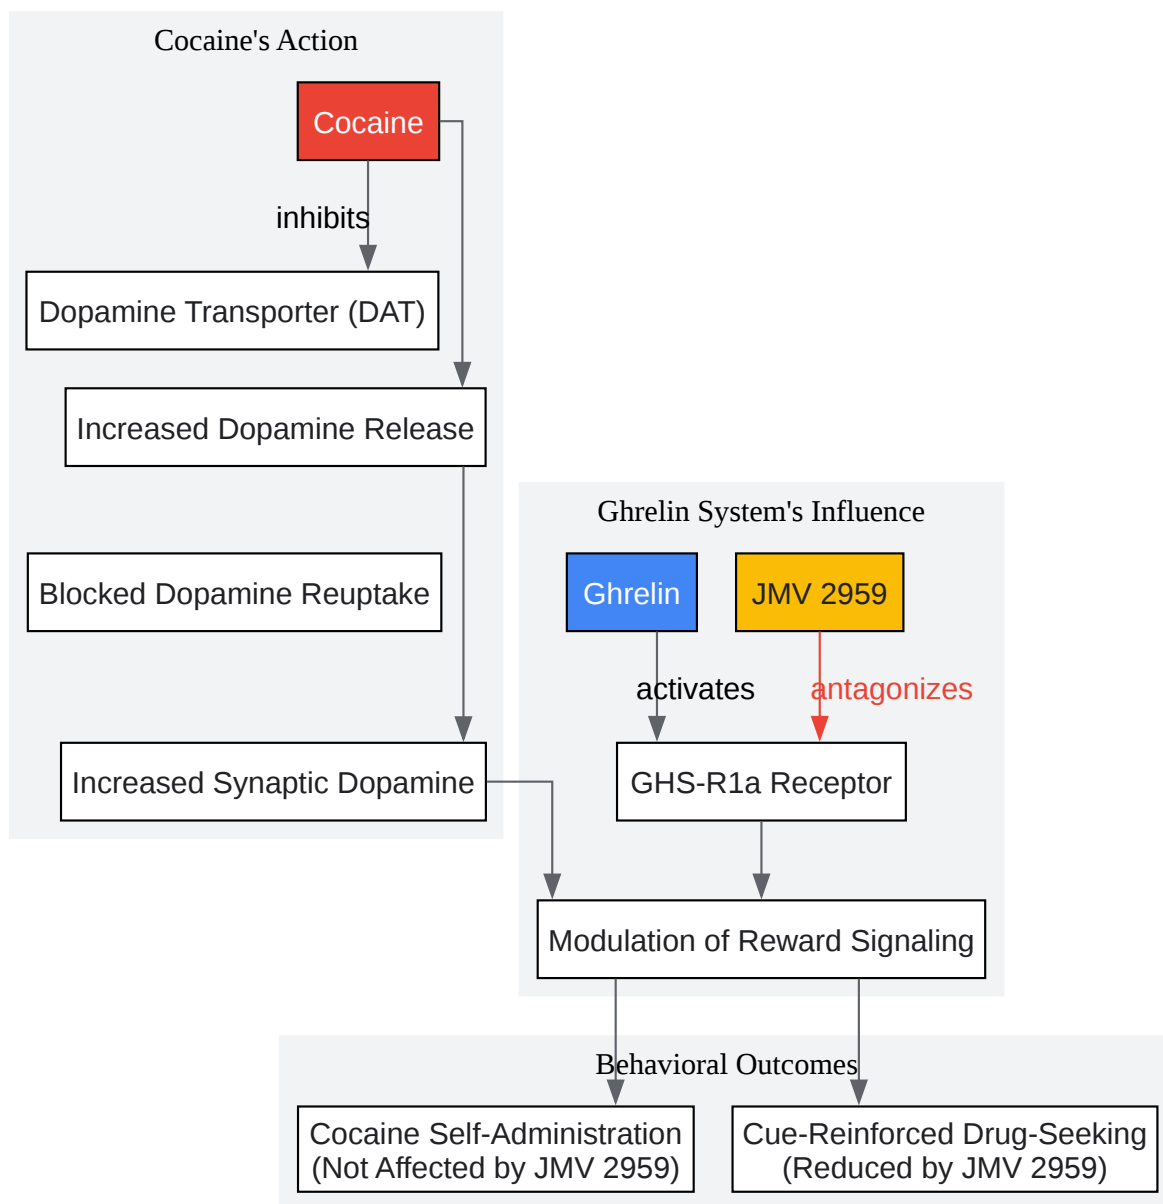 Cocaine's Action
Cocaine
inhibits
Dopamine Transporter (DAT)
Increased Dopamine Release
Blocked Dopamine Reuptake
Increased Synaptic Dopamine
Ghrelin System's Influence
Ghrelin
JMV 2959
activates
antagonizes
GHS-R1a Receptor
Modulation of Reward Signaling
Behavioral Outcomes
Cocaine Self-Administration
(Not Affected by JMV 2959)
Cue-Reinforced Drug-Seeking
(Reduced by JMV 2959)